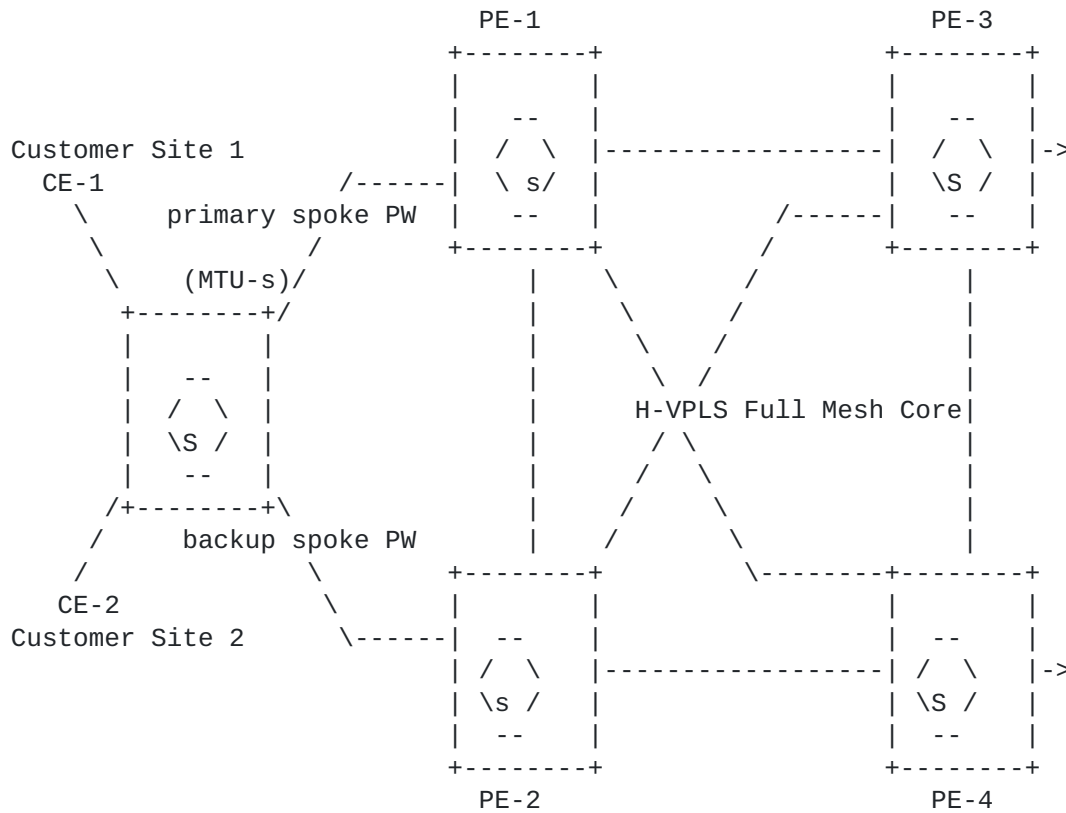 PE-1 PE-3
Customer Site 1
CE-1 s S
primary spoke PW
(MTU-s)
H-VPLS Full Mesh Core
S
backup spoke PW
CE-2
Customer Site 2
s S
PE-2 PE-4